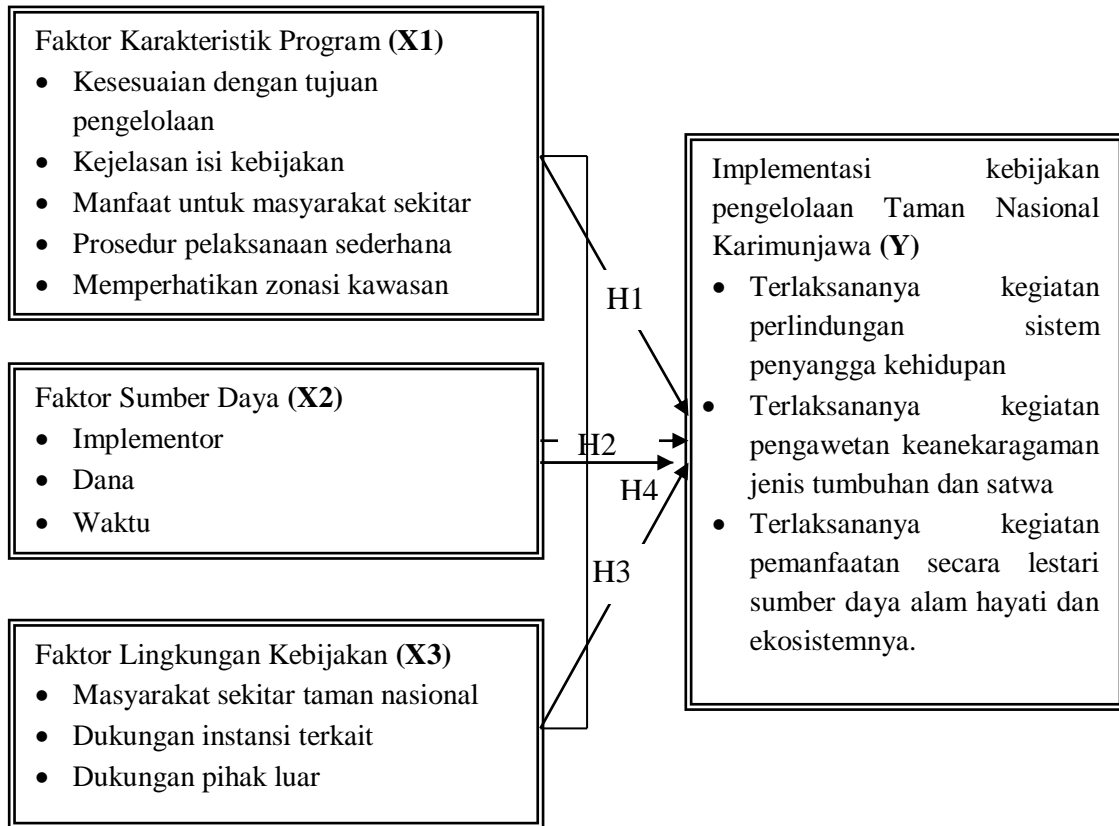 Faktor Karakteristik Program (X1)
• Kesesuaian dengan tujuan
pengelolaan
• Kejelasan isi kebijakan
• Manfaat untuk masyarakat sekitar
• Prosedur pelaksanaan sederhana
• Memperhatikan zonasi kawasan
Faktor Sumber Daya (X2)
• Implementor
• Dana
• Waktu
Faktor Lingkungan Kebijakan (X3)
• Masyarakat sekitar taman nasional
• Dukungan instansi terkait
• Dukungan pihak luar
H1
H2
H4
H3
Implementasi kebijakan
pengelolaan Taman Nasional
Karimunjawa (Y)
• Terlaksananya kegiatan
perlindungan sistem
penyangga kehidupan
• Terlaksananya kegiatan
pengawetan keanekaragaman
jenis tumbuhan dan satwa
• Terlaksananya kegiatan
pemanfaatan secara lestari
sumber daya alam hayati dan
ekosistemnya.